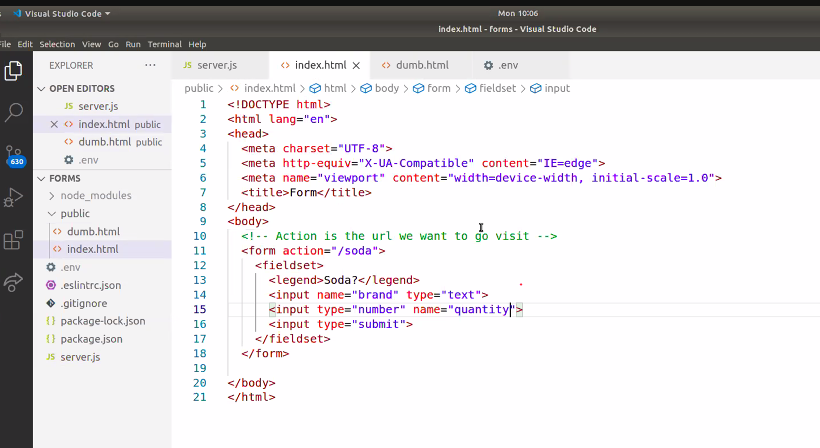 Visual Studio Code
Mon 10:06
index.html - forms - Visual Studio Code
File Edit Selection View Go Run Terminal Help
EXPLORER ···
JS server.js
<> index.html ×
<> dumb.html
.env
public > <> index.html > html > body > form > fieldset > input
OPEN EDITORS
JS server.js
× <> index.html public
<> dumb.html public
.env
630
FORMS
node_modules
public
<> dumb.html
<> index.html
.env
.eslintrc.json
.gitignore
{ } package-lock.json
{ } package.json
JS server.js
1 <!DOCTYPE html>
2 <html lang="en">
3 <head>
4 <meta charset="UTF-8">
5 <meta http-equiv="X-UA-Compatible" content="IE=edge">
6 <meta name="viewport" content="width=device-width, initial-scale=1.0">
7 <title>Form</title>
8 </head>
9 <body>
10 <!-- Action is the url we want to go visit -->
11 <form action="/soda">
12 <fieldset>
13 <legend>Soda?</legend>
14 <input name="brand" type="text">
15 <input type="number" name="quantity">
16 <input type="submit">
17 </fieldset>
18 </form>
19
20 </body>
21 </html>